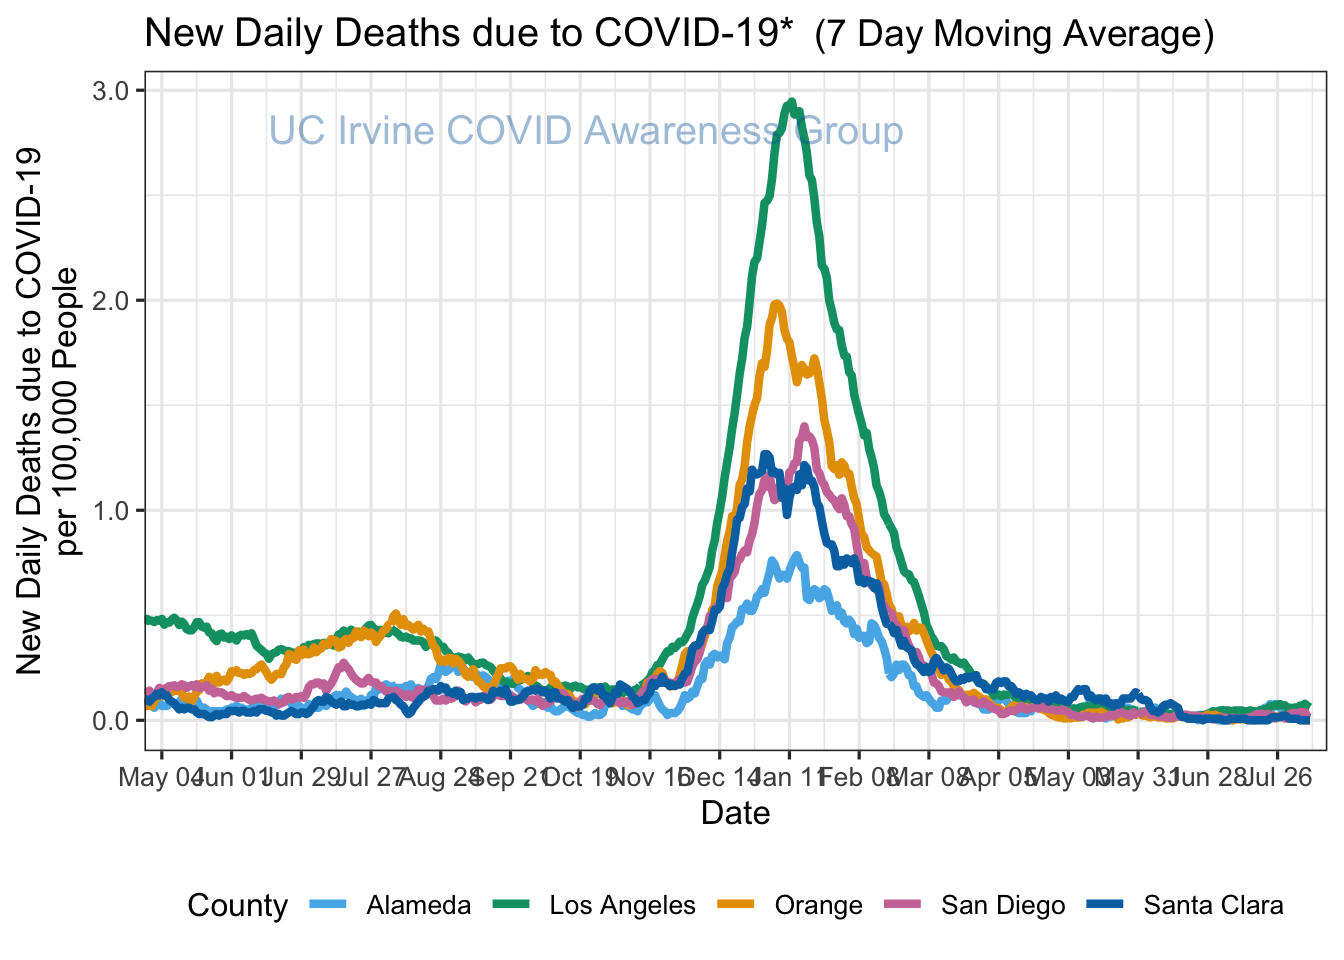 New Daily Deaths due to COVID-19* (7 Day Moving Average)
UC Irvine COVID Awareness Group
New Daily Deaths due to COVID-19
per 100,000 People
3.0
2.0
1.0
0.0
May 04 Jun 01 Jun 29 Jul 27 Aug 24 Sep 21 Oct 19 Nov 16 Dec 14 Jan 11 Feb 08 Mar 08 Apr 05 May 03 May 31 Jun 28 Jul 26
Date
County Alameda Los Angeles Orange San Diego Santa Clara